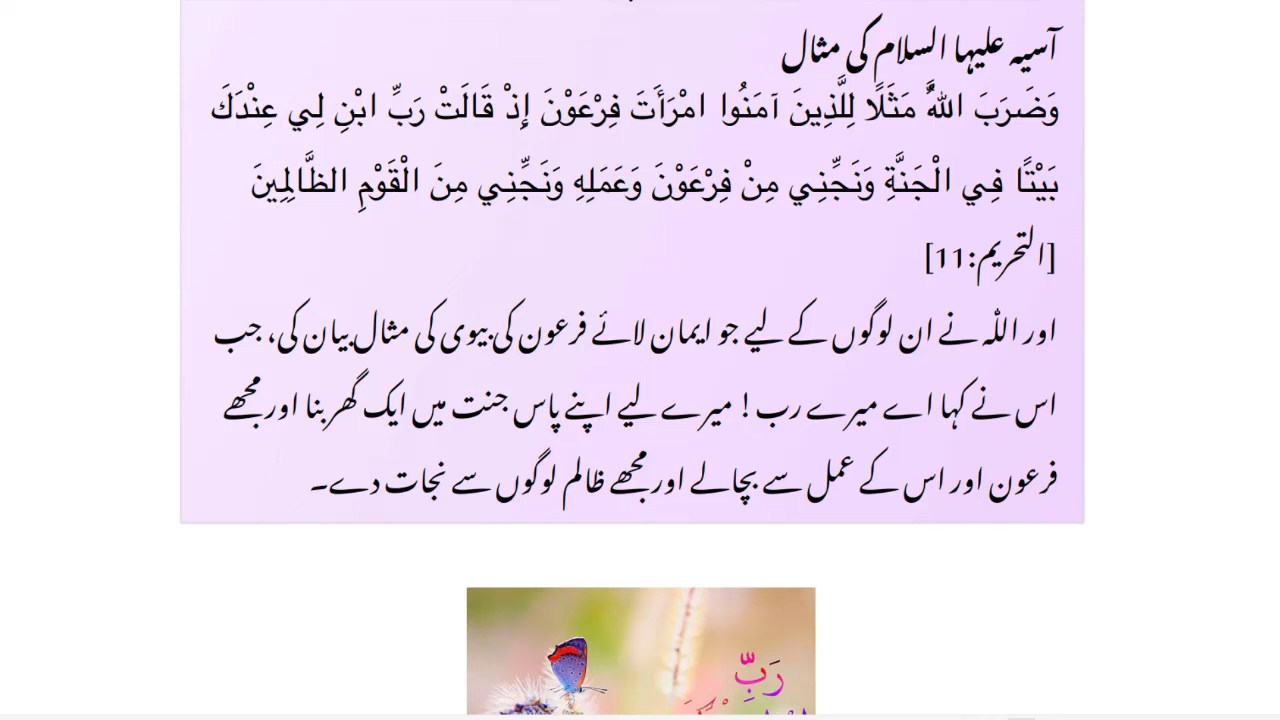 آسیہ علیہا السلام کی مثال
وَضَرَبَ اللهُ مَثَلًا لِلَّذِينَ آمَنُوا امْرَأَتَ فِرْعَوْنَ إِذْ قَالَتْ رَبِّ ابْنِ لِي عِنْدَكَ
بَيْتًا فِي الْجَنَّةِ وَنَجِّنِي مِنْ فِرْعَوْنَ وَعَمَلِهِ وَنَجِّنِي مِنَ الْقَوْمِ الظَّالِمِينَ
[التحریم:11]
اور اللہ نے ان لوگوں کے لیے جو ایمان لائے فرعون کی بیوی کی مثال بیان کی، جب
اس نے کہا اے میرے رب! میرے لیے اپنے پاس جنت میں ایک گھر بنا اور مجھے
فرعون اور اس کے عمل سے بچالے اور مجھے ظالم لوگوں سے نجات دے۔
رَبِّ